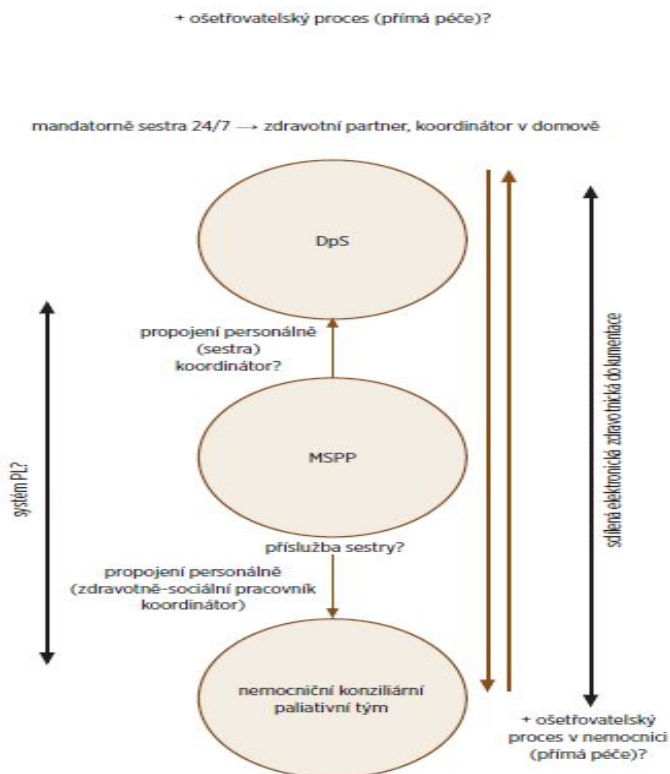 + ošetřovatelský proces (přímá péče)?
mandatorně sestra 24/7 → zdravotní partner, koordinátor v domově
DpS
propojení personálně
(sestra)
koordinátor?
MSPP
příslužba sestry?
propojení personálně
(zdravotně-sociální pracovník
koordinátor)
nemocniční konziliární
paliativní tým
systém PL?
sdílená elektronická zdravotnická dokumentace
+ ošetřovatelský
proces v nemocnici
(přímá péče)?